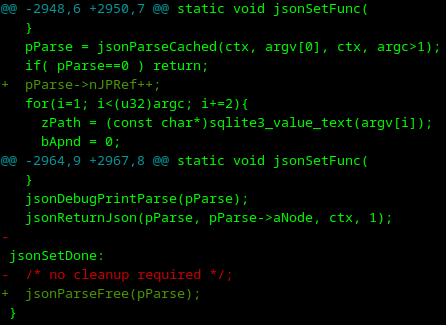 @@ -2948,6 +2950,7 @@ static void jsonSetFunc(
   }
   pParse = jsonParseCached(ctx, argv[0], ctx, argc>1);
   if( pParse==0 ) return;
+  pParse->nJPRef++;
   for(i=1; i<(u32)argc; i+=2){
     zPath = (const char*)sqlite3_value_text(argv[i]);
     bApnd = 0;
@@ -2964,9 +2967,8 @@ static void jsonSetFunc(
   }
   jsonDebugPrintParse(pParse);
   jsonReturnJson(pParse, pParse->aNode, ctx, 1);
-
 jsonSetDone:
-  /* no cleanup required */;
+  jsonParseFree(pParse);
 }